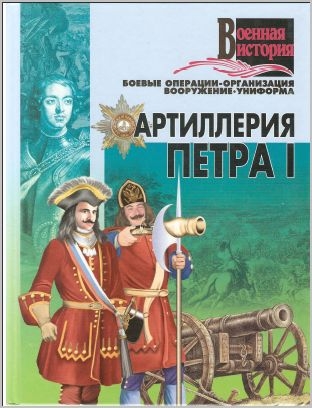 Военная
история
БОЕВЫЕ ОПЕРАЦИИ-ОРГАНИЗАЦИЯ
ВООРУЖЕНИЕ-УНИФОРМА
АРТИЛЛЕРИЯ
ПЕТРА I